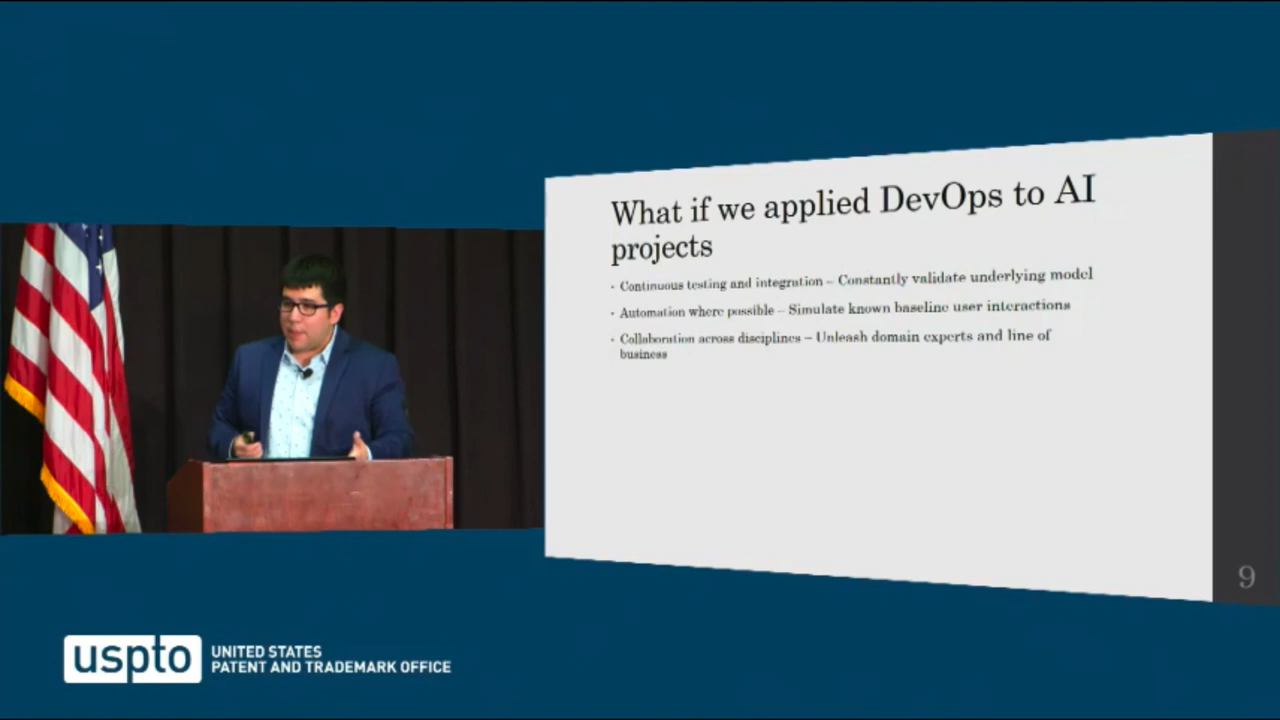 What if we applied DevOps to AI
projects
· Continuous testing and integration – Constantly validate underlying model
· Automation where possible – Simulate known baseline user interactions
· Collaboration across disciplines – Unleash domain experts and line of
business
9
uspto
UNITED STATES
PATENT AND TRADEMARK OFFICE